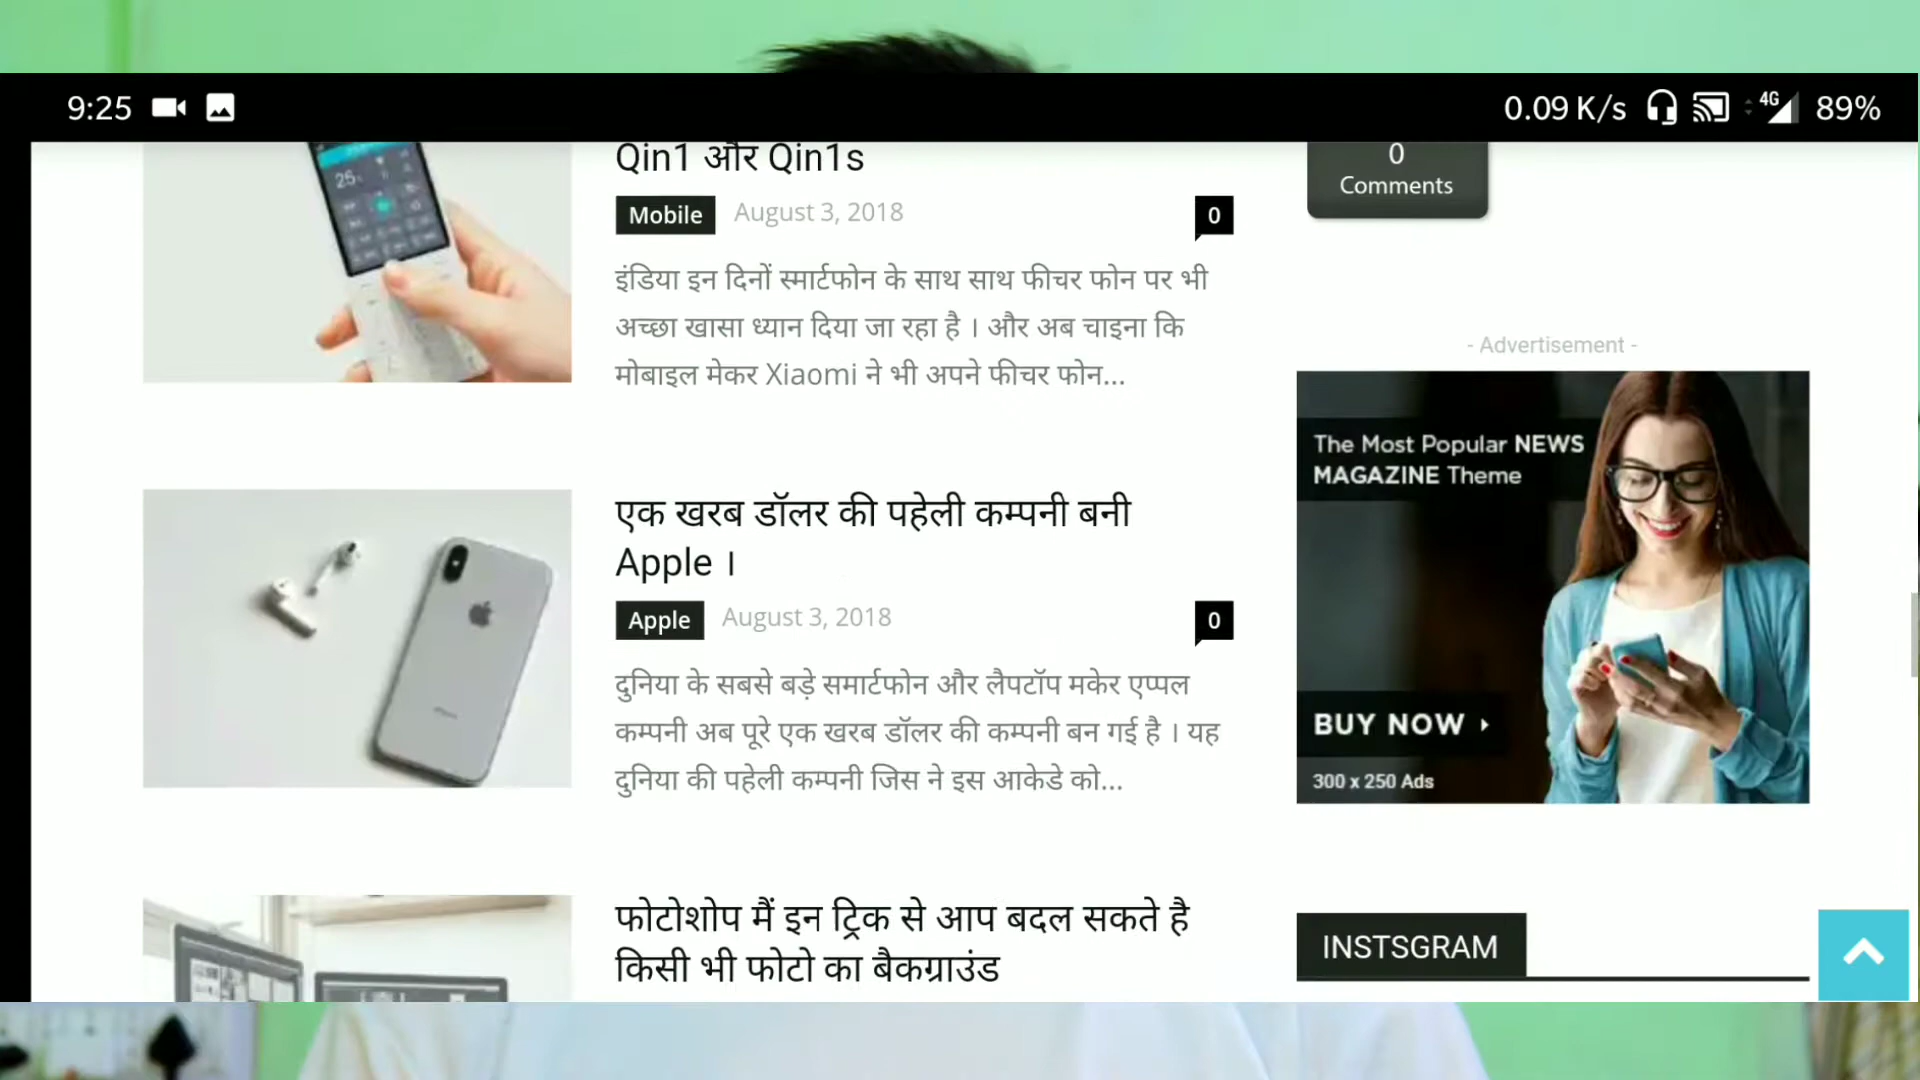 9:25
0.09 K/s
4G
89%
Qin1 और Qin1s
Mobile
August 3, 2018
0
इंडिया इन दिनों स्मार्टफोन के साथ साथ फीचर फोन पर भी
अच्छा खासा ध्यान दिया जा रहा है । और अब चाइना कि
मोबाइल मेकर Xiaomi ने भी अपने फीचर फोन...
एक खरब डॉलर की पहेली कम्पनी बनी
Apple ।
Apple
August 3, 2018
0
दुनिया के सबसे बड़े समार्टफोन और लैपटॉप मकेर एप्पल
कम्पनी अब पूरे एक खरब डॉलर की कम्पनी बन गई है । यह
दुनिया की पहेली कम्पनी जिस ने इस आकेडे को...
फोटोशोप मैं इन ट्रिक से आप बदल सकते है
किसी भी फोटो का बैकग्राउंड
0
Comments
- Advertisement -
The Most Popular NEWS
MAGAZINE Theme
BUY NOW
300 x 250 Ads
INSTSGRAM